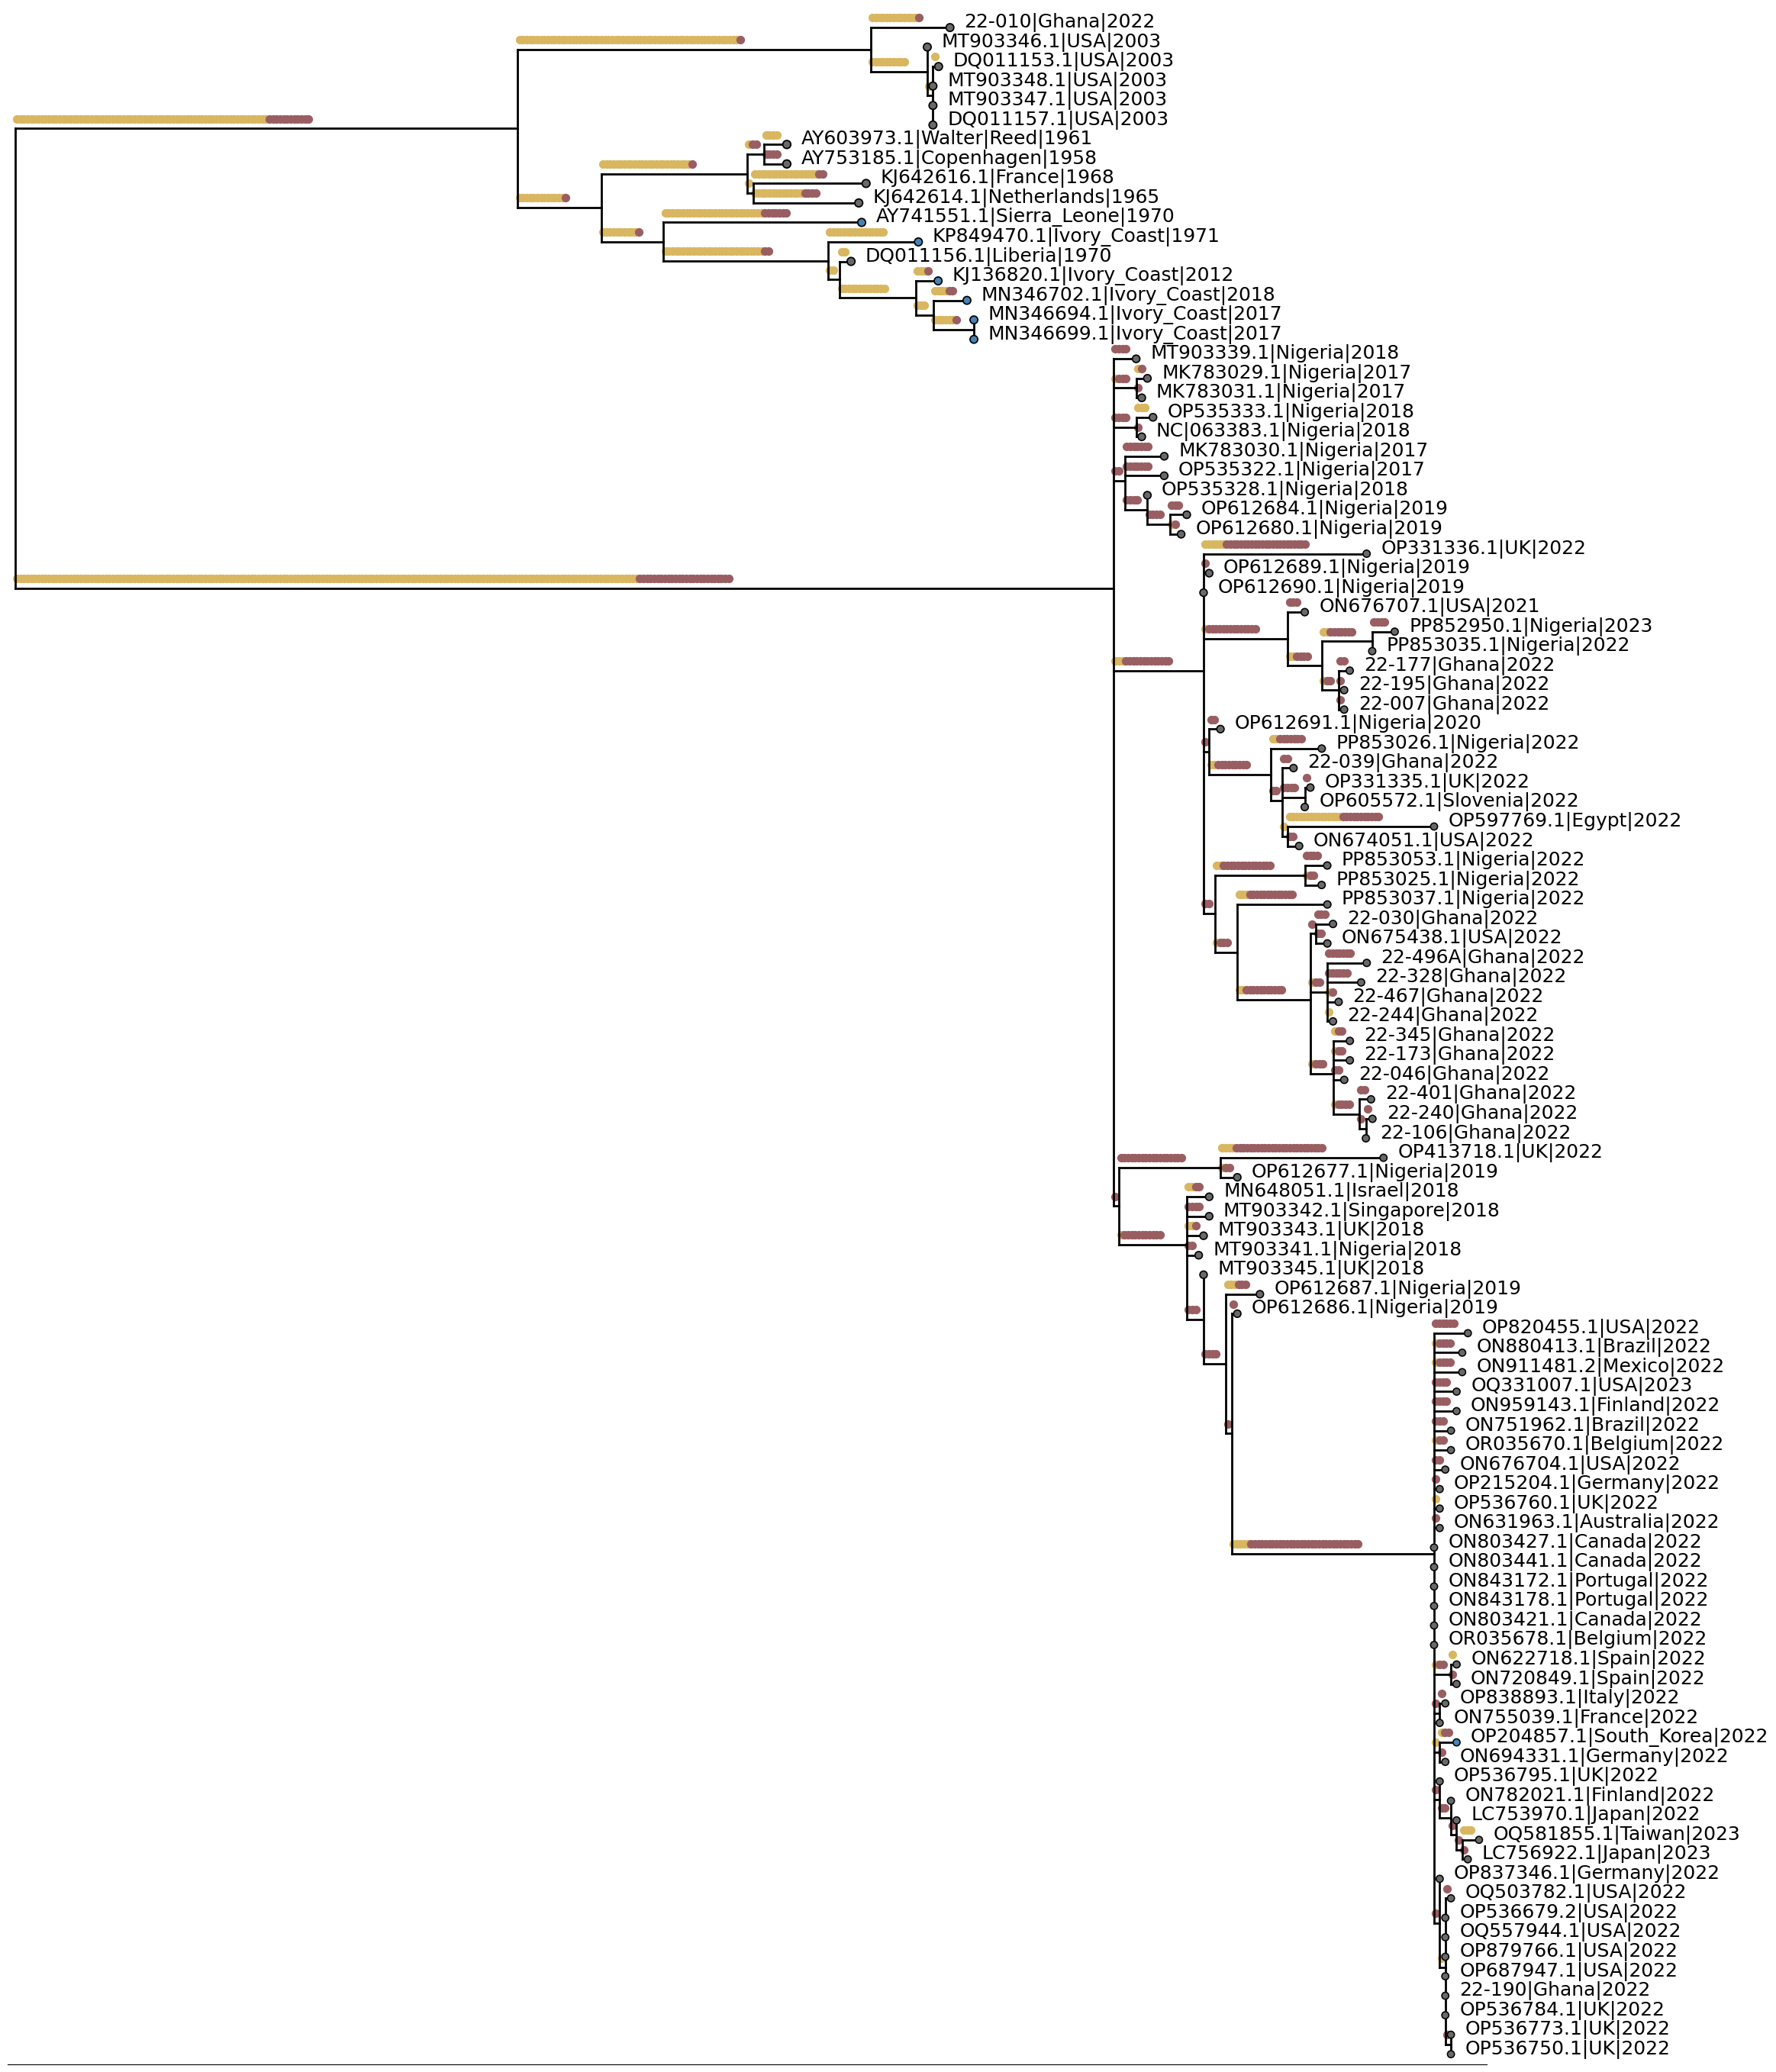 22-010|Ghana|2022
MT903346.1|USA|2003
DQ011153.1|USA|2003
MT903348.1|USA|2003
MT903347.1|USA|2003
DQ011157.1|USA|2003
AY603973.1|Walter|Reed|1961
AY753185.1|Copenhagen|1958
KJ642616.1|France|1968
KJ642614.1|Netherlands|1965
AY741551.1|Sierra_Leone|1970
KP849470.1|Ivory_Coast|1971
DQ011156.1|Liberia|1970
KJ136820.1|Ivory_Coast|2012
MN346702.1|Ivory_Coast|2018
MN346694.1|Ivory_Coast|2017
MN346699.1|Ivory_Coast|2017
MT903339.1|Nigeria|2018
MK783029.1|Nigeria|2017
MK783031.1|Nigeria|2017
OP535333.1|Nigeria|2018
NC|063383.1|Nigeria|2018
MK783030.1|Nigeria|2017
OP535322.1|Nigeria|2017
OP535328.1|Nigeria|2018
OP612684.1|Nigeria|2019
OP612680.1|Nigeria|2019
OP331336.1|UK|2022
OP612689.1|Nigeria|2019
OP612690.1|Nigeria|2019
ON676707.1|USA|2021
PP852950.1|Nigeria|2023
PP853035.1|Nigeria|2022
22-177|Ghana|2022
22-195|Ghana|2022
22-007|Ghana|2022
OP612691.1|Nigeria|2020
PP853026.1|Nigeria|2022
22-039|Ghana|2022
OP331335.1|UK|2022
OP605572.1|Slovenia|2022
OP597769.1|Egypt|2022
ON674051.1|USA|2022
PP853053.1|Nigeria|2022
PP853025.1|Nigeria|2022
PP853037.1|Nigeria|2022
22-030|Ghana|2022
ON675438.1|USA|2022
22-496A|Ghana|2022
22-328|Ghana|2022
22-467|Ghana|2022
22-244|Ghana|2022
22-345|Ghana|2022
22-173|Ghana|2022
22-046|Ghana|2022
22-401|Ghana|2022
22-240|Ghana|2022
22-106|Ghana|2022
OP413718.1|UK|2022
OP612677.1|Nigeria|2019
MN648051.1|Israel|2018
MT903342.1|Singapore|2018
MT903343.1|UK|2018
MT903341.1|Nigeria|2018
MT903345.1|UK|2018
OP612687.1|Nigeria|2019
OP612686.1|Nigeria|2019
OP820455.1|USA|2022
ON880413.1|Brazil|2022
ON911481.2|Mexico|2022
OQ331007.1|USA|2023
ON959143.1|Finland|2022
ON751962.1|Brazil|2022
OR035670.1|Belgium|2022
ON676704.1|USA|2022
OP215204.1|Germany|2022
OP536760.1|UK|2022
ON631963.1|Australia|2022
ON803427.1|Canada|2022
ON803441.1|Canada|2022
ON843172.1|Portugal|2022
ON843178.1|Portugal|2022
ON803421.1|Canada|2022
OR035678.1|Belgium|2022
ON622718.1|Spain|2022
ON720849.1|Spain|2022
OP838893.1|Italy|2022
ON755039.1|France|2022
OP204857.1|South_Korea|2022
ON694331.1|Germany|2022
OP536795.1|UK|2022
ON782021.1|Finland|2022
LC753970.1|Japan|2022
OQ581855.1|Taiwan|2023
LC756922.1|Japan|2023
OP837346.1|Germany|2022
OQ503782.1|USA|2022
OP536679.2|USA|2022
OQ557944.1|USA|2022
OP879766.1|USA|2022
OP687947.1|USA|2022
22-190|Ghana|2022
OP536784.1|UK|2022
OP536773.1|UK|2022
OP536750.1|UK|2022